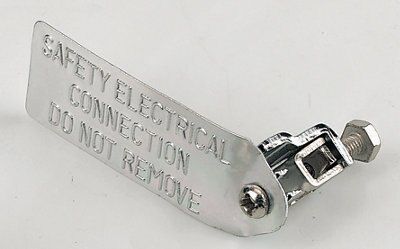 SAFETY ELECTRICAL
CONNECTION
DO NOT REMOVE